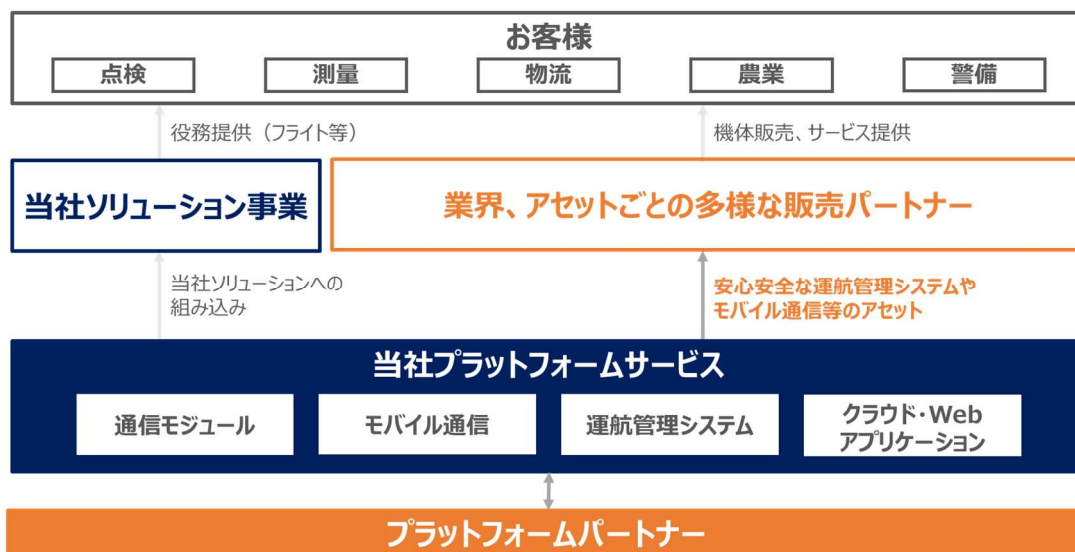 お客様
点検
測量
物流
農業
警備
役務提供（フライト等）
機体販売、サービス提供
当社ソリューション事業
業界、アセットごとの多様な販売パートナー
当社ソリューションへの
組み込み
安心安全な運航管理システムや
モバイル通信等のアセット
当社プラットフォームサービス
通信モジュール
モバイル通信
運航管理システム
クラウド・Web
アプリケーション
プラットフォームパートナー